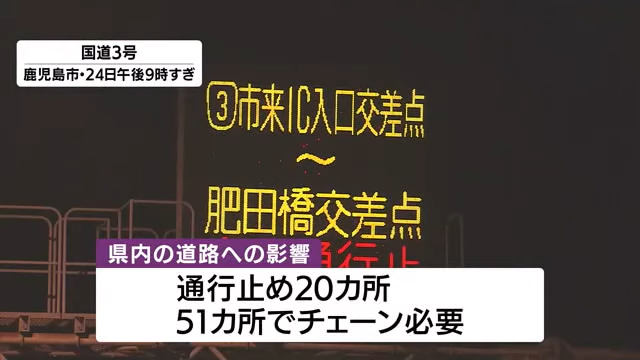 国道3号
鹿児島市・24日午後9時すぎ
③市来IC入口交差点
~
肥田橋交差点
通行止
県内の道路への影響
通行止め20カ所
51カ所でチェーン必要